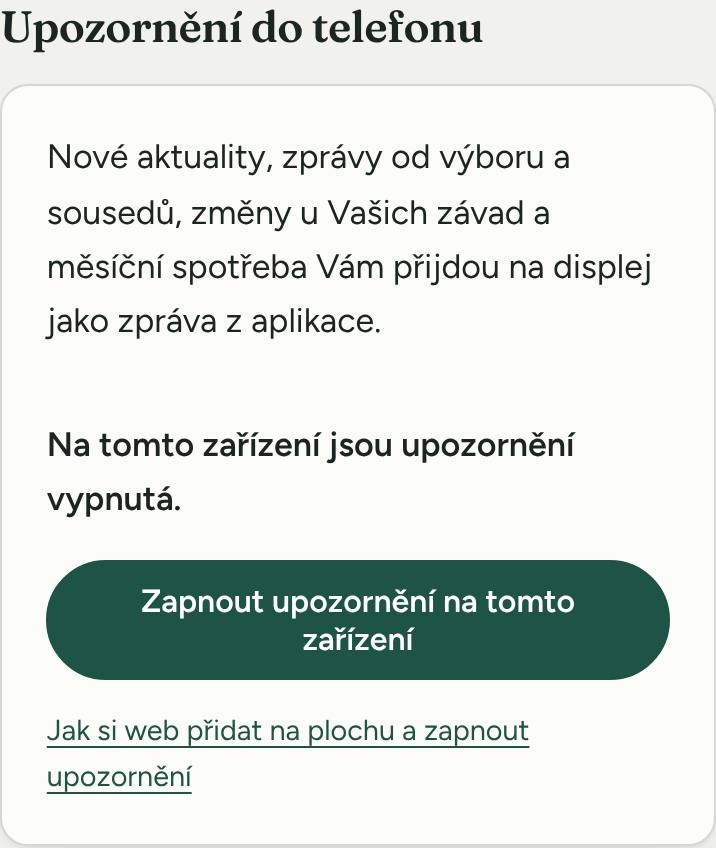 Upozornění do telefonu
Nové aktuality, zprávy od výboru a
sousedů, změny u Vašich závad a
měsíční spotřeba Vám přijdou na displej
jako zpráva z aplikace.
Na tomto zařízení jsou upozornění
vypnutá.
Zapnout upozornění na tomto
zařízení
Jak si web přidat na plochu a zapnout
upozornění